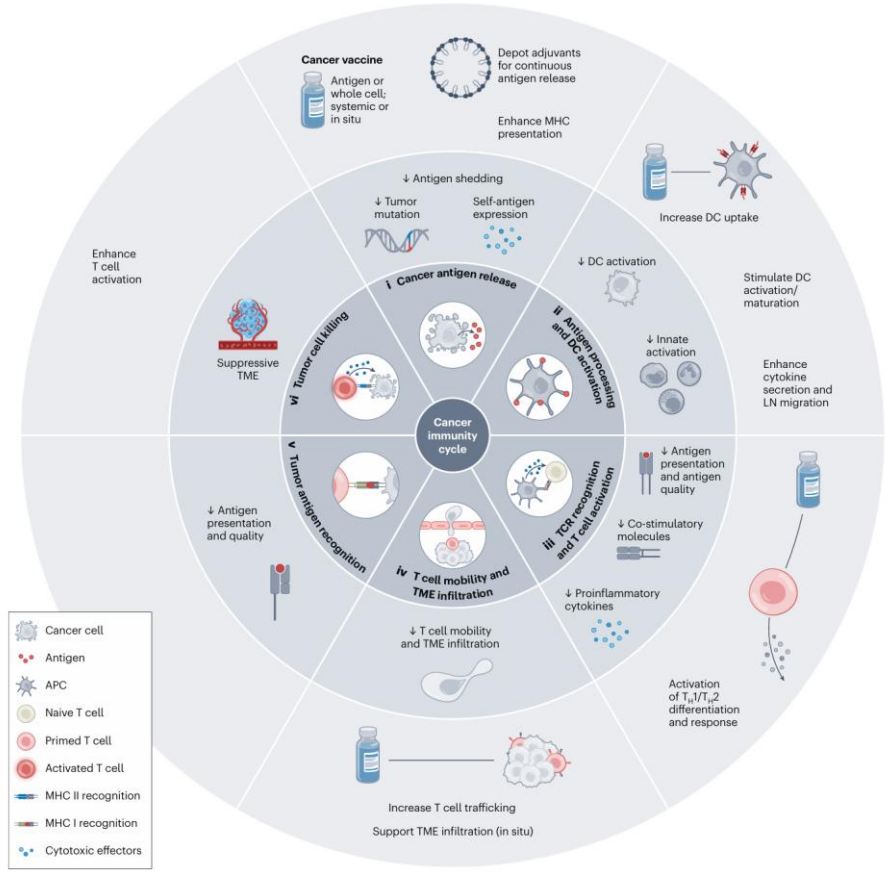 Cancer vaccine
Antigen or
whole cell;
systemic or
in situ
Depot adjuvants
for continuous
antigen release
Enhance MHC
presentation
Increase DC uptake
Stimulate DC
activation/
maturation
Enhance
cytokine
secretion and
LN migration
Activation
of TH1/TH2
differentiation
and response
Increase T cell trafficking
Support TME infiltration (in situ)
Enhance
T cell
activation
↓ Antigen shedding
↓ Tumor
mutation
Self-antigen
expression
↓ DC activation
↓ Innate
activation
↓ Antigen
presentation
and antigen
quality
↓ Co-stimulatory
molecules
↓ Proinflammatory
cytokines
↓ T cell mobility
and TME infiltration
↓ Antigen
presentation
and quality
Suppressive
TME
i Cancer antigen release
ii Antigen processing
and DC activation
iii TCR recognition
and T cell activation
iv T cell mobility and
TME infiltration
v Tumor antigen recognition
vi Tumor cell killing
Cancer
immunity
cycle
Cancer cell
Antigen
APC
Naive T cell
Primed T cell
Activated T cell
MHC II recognition
MHC I recognition
Cytotoxic effectors